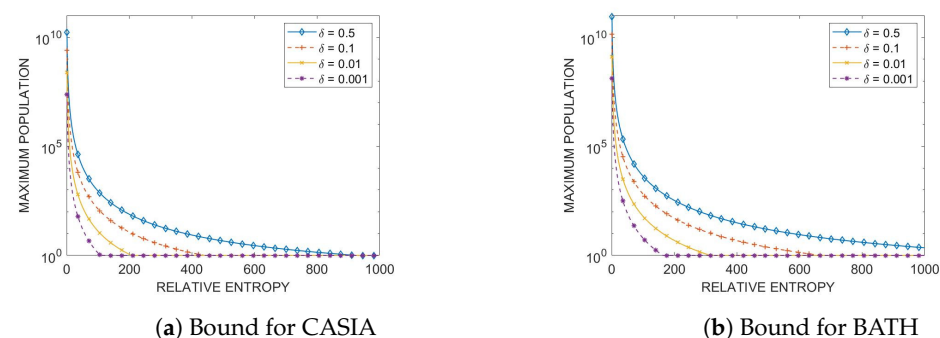 10^10
10^5
10^0
MAXIMUM POPULATION
δ = 0.5
δ = 0.1
δ = 0.01
δ = 0.001
0 200 400 600 800 1000
RELATIVE ENTROPY
(a) Bound for CASIA
10^10
10^5
10^0
MAXIMUM POPULATION
δ = 0.5
δ = 0.1
δ = 0.01
δ = 0.001
0 200 400 600 800 1000
RELATIVE ENTROPY
(b) Bound for BATH